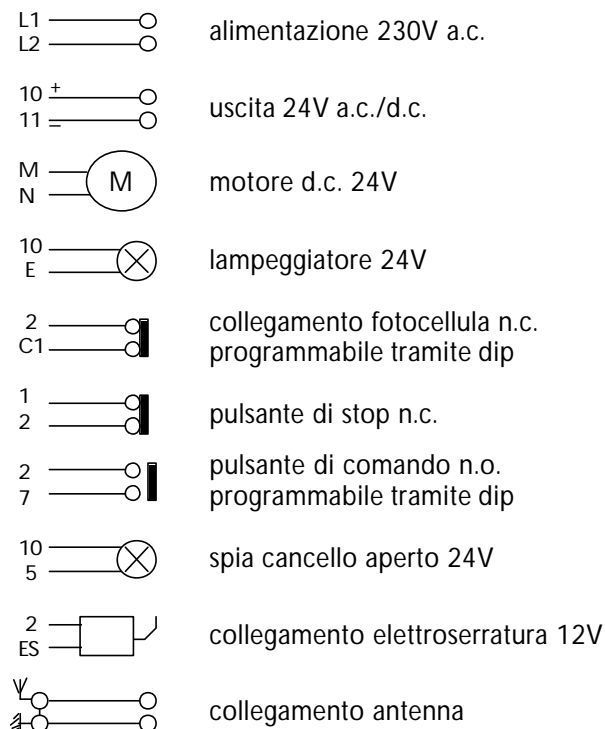 L1
L2
alimentazione 230V a.c.
10 +
11 –
uscita 24V a.c./d.c.
M
N
M
motore d.c. 24V
10
E
lampeggiatore 24V
2
C1
collegamento fotocellula n.c.
programmabile tramite dip
1
2
pulsante di stop n.c.
2
7
pulsante di comando n.o.
programmabile tramite dip
10
5
spia cancello aperto 24V
2
ES
collegamento elettroserratura 12V
collegamento antenna